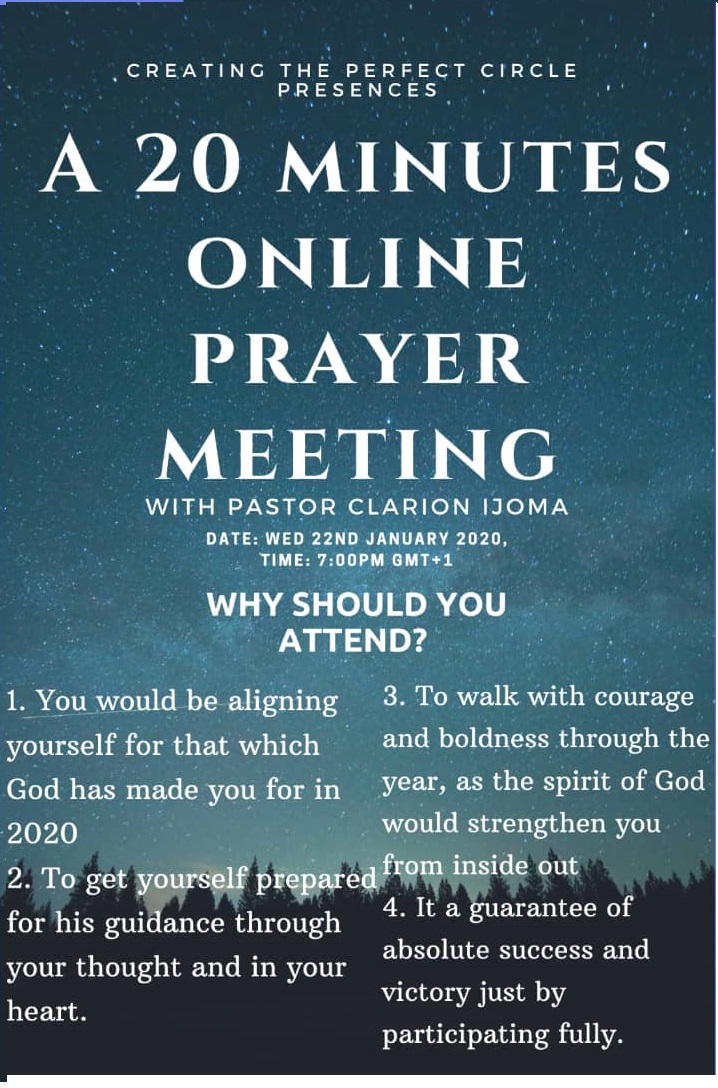 CREATING THE PERFECT CIRCLE
PRESENCES
A 20 MINUTES
ONLINE
PRAYER
MEETING
WITH PASTOR CLARION IJOMA
DATE: WED 22ND JANUARY 2020,
TIME: 7:00PM GMT+1
WHY SHOULD YOU
ATTEND?
1. You would be aligning
yourself for that which
God has made you for in
2020
2. To get yourself prepared
for his guidance through
your thought and in your
heart.
3. To walk with courage
and boldness through the
year, as the spirit of God
would strengthen you
from inside out
4. It a guarantee of
absolute success and
victory just by
participating fully.